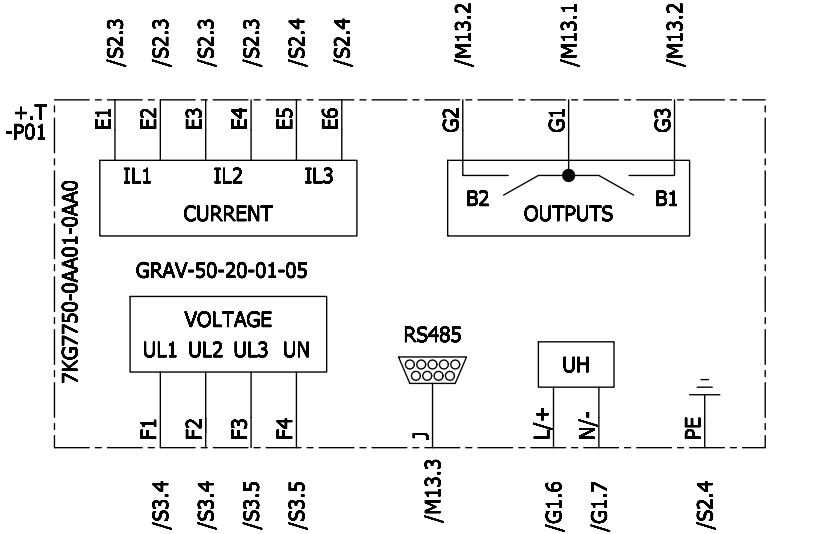 /S2.3 /S2.3 /S2.3 /S2.3 /S2.4 /S2.4 /M13.2 /M13.1 /M13.2
+.T
-P01
E1 E2 E3 E4 E5 E6 G2 G1 G3
IL1 IL2 IL3
CURRENT
B2 B1
OUTPUTS
7KG7750-0AA01-0AA0
GRAV-50-20-01-05
VOLTAGE
UL1 UL2 UL3 UN
RS485
UH
F1 F2 F3 F4 J L/+ N/- PE
/S3.4 /S3.4 /S3.5 /S3.5 /M13.3 /G1.6 /G1.7 /S2.4